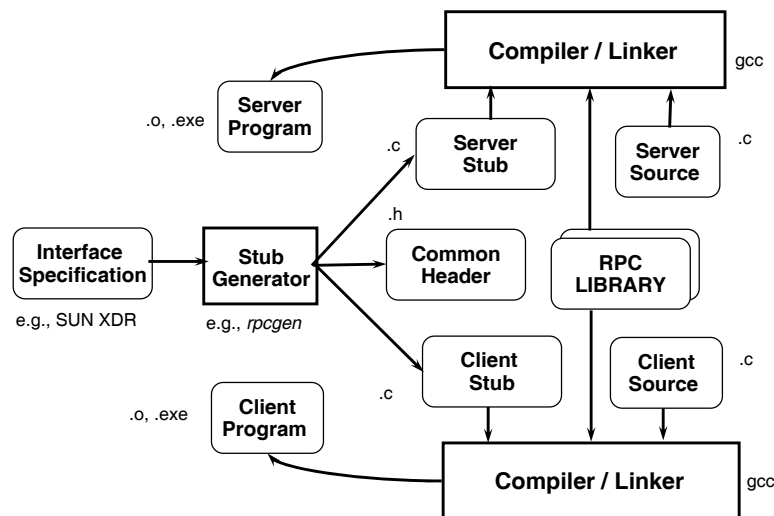 Compiler / Linker
gcc
.o, .exe
Server
Program
.c
Server
Stub
Server
Source
.c
.h
Interface
Specification
Stub
Generator
Common
Header
RPC
LIBRARY
e.g., SUN XDR
e.g., rpcgen
.c
Client
Stub
Client
Source
.c
.o, .exe
Client
Program
Compiler / Linker
gcc